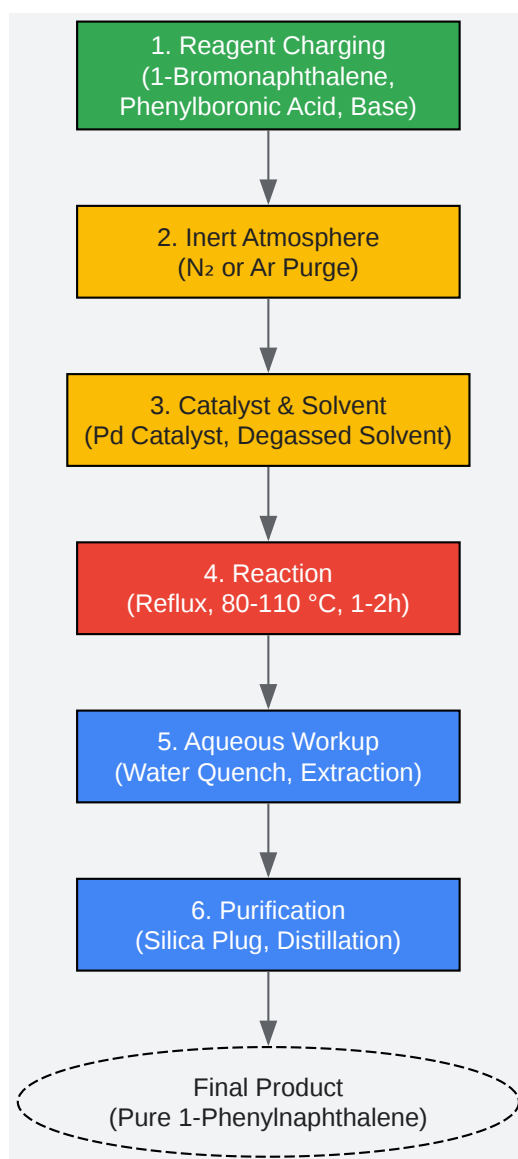 1. Reagent Charging
(1-Bromonaphthalene,
Phenylboronic Acid, Base)
2. Inert Atmosphere
(N₂ or Ar Purge)
3. Catalyst & Solvent
(Pd Catalyst, Degassed Solvent)
4. Reaction
(Reflux, 80-110 °C, 1-2h)
5. Aqueous Workup
(Water Quench, Extraction)
6. Purification
(Silica Plug, Distillation)
Final Product
(Pure 1-Phenylnaphthalene)